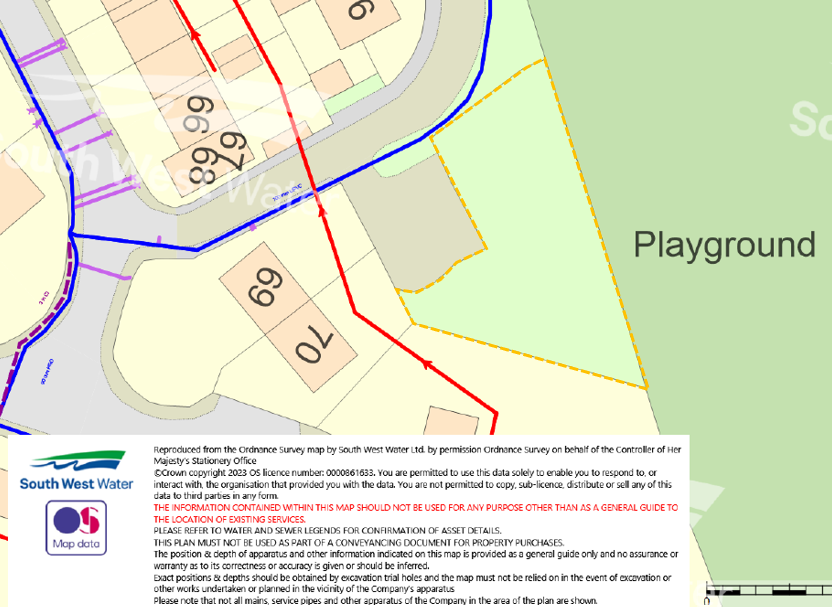 66
67
68
69
70
Playground
South West Water
South West Water
OS
Map data
Reproduced from the Ordnance Survey map by South West Water Ltd. by permission Ordnance Survey on behalf of the Controller of Her
Majesty's Stationery Office
©Crown copyright 2023 OS licence number: 0000861633. You are permitted to use this data solely to enable you to respond to, or
interact with, the organisation that provided you with the data. You are not permitted to copy, sub-licence, distribute or sell any of this
data to third parties in any form.
THE INFORMATION CONTAINED WITHIN THIS MAP SHOULD NOT BE USED FOR ANY PURPOSE OTHER THAN AS A GENERAL GUIDE TO
THE LOCATION OF EXISTING SERVICES.
PLEASE REFER TO WATER AND SEWER LEGENDS FOR CONFIRMATION OF ASSET DETAILS.
THIS PLAN MUST NOT BE USED AS PART OF A CONVEYANCING DOCUMENT FOR PROPERTY PURCHASES.
The position & depth of apparatus and other information indicated on this map is provided as a general guide only and no assurance or
warranty as to its correctness or accuracy is given or should be inferred.
Exact positions & depths should be obtained by excavation trial holes and the map must not be relied on in the event of excavation or
other works undertaken or planned in the vicinity of the Company's apparatus
Please note that not all mains, service pipes and other apparatus of the Company in the area of the plan are shown.
0